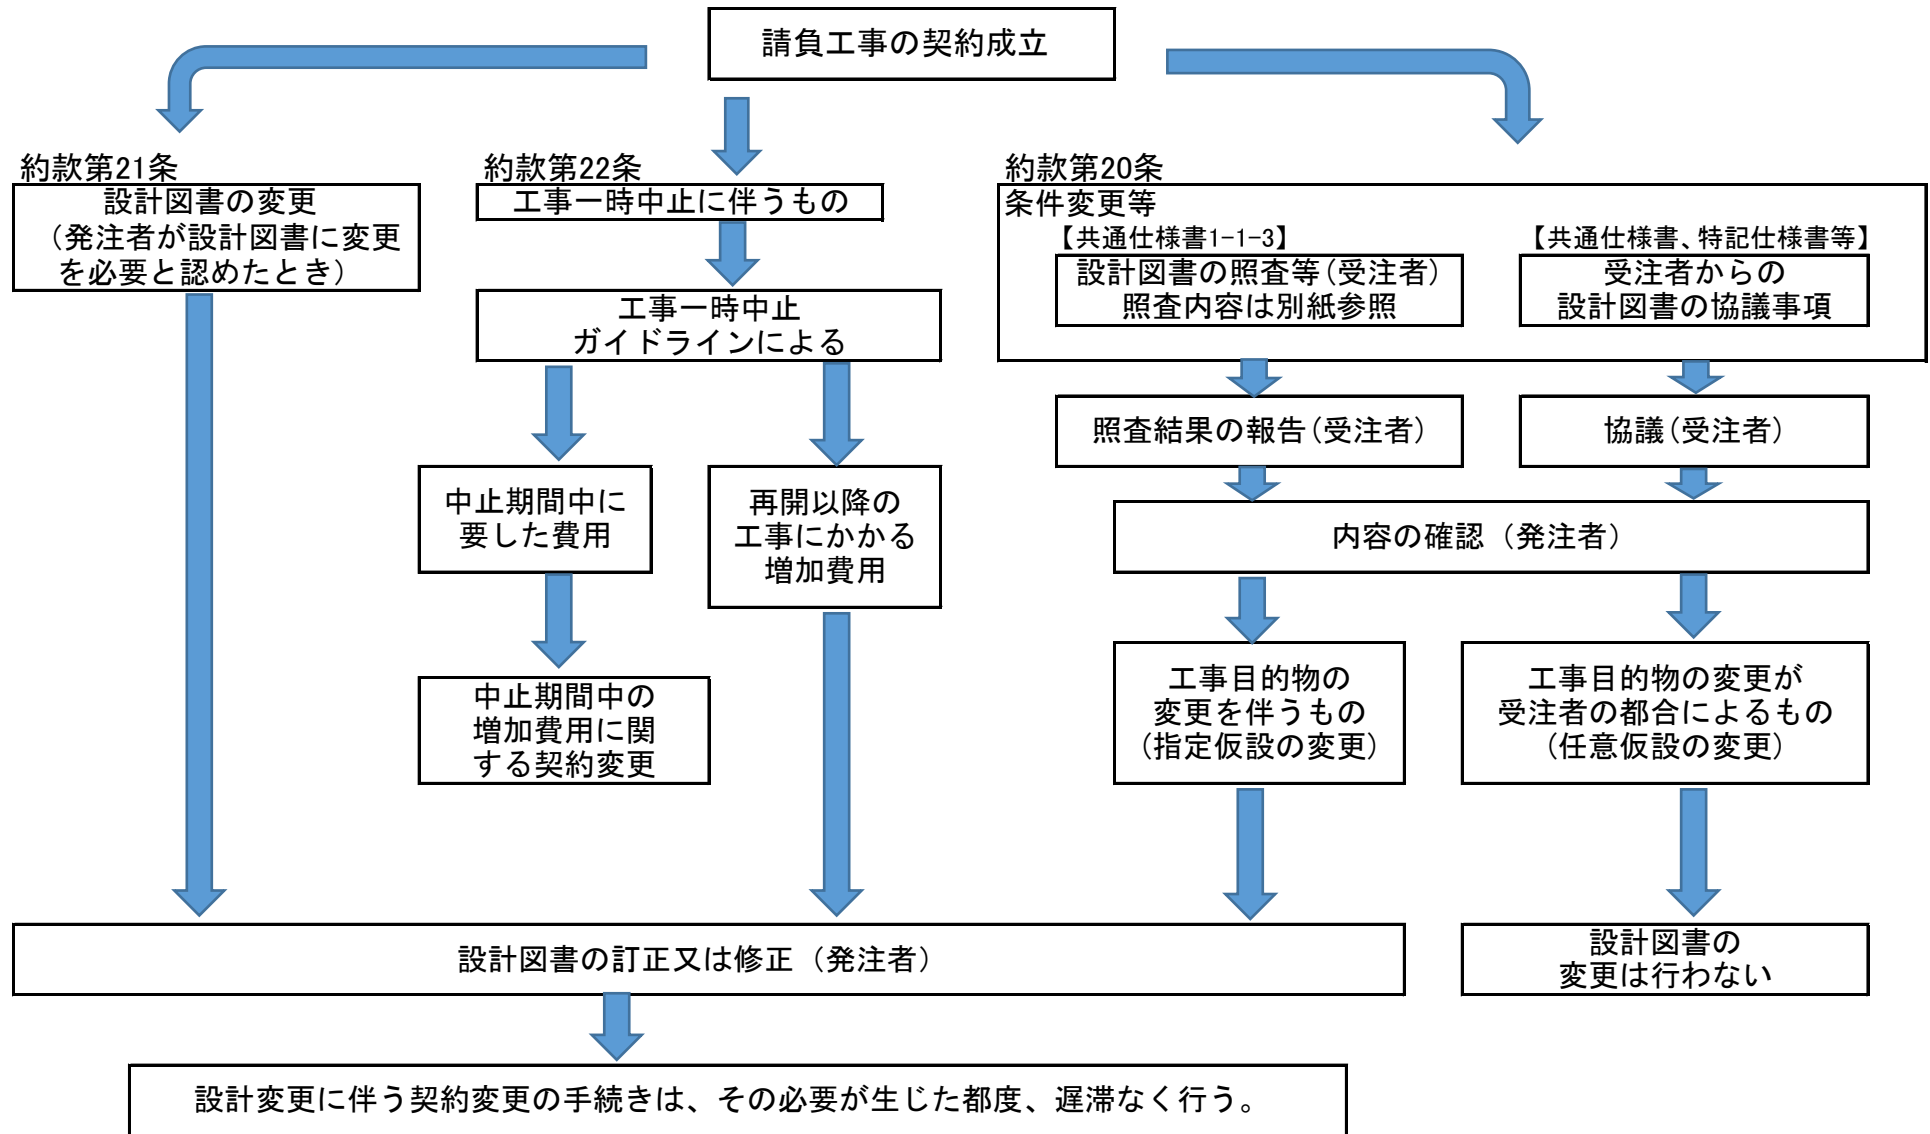 請負工事の契約成立
約款第21条
設計図書の変更
(発注者が設計図書に変更
を必要と認めたとき)
約款第22条
工事一時中止に伴うもの
工事一時中止
ガイドラインによる
中止期間中に
要した費用
中止期間中の
増加費用に関
する契約変更
再開以降の
工事にかかる
増加費用
約款第20条
条件変更等
【共通仕様書1-1-3】
設計図書の照査等(受注者)
照査内容は別紙参照
【共通仕様書、特記仕様書等】
受注者からの
設計図書の協議事項
照査結果の報告(受注者)
協議(受注者)
内容の確認(発注者)
工事目的物の
変更を伴うもの
(指定仮設の変更)
工事目的物の変更が
受注者の都合によるもの
(任意仮設の変更)
設計図書の訂正又は修正(発注者)
設計図書の
変更は行わない
設計変更に伴う契約変更の手続きは、その必要が生じた都度、遅滞なく行う。